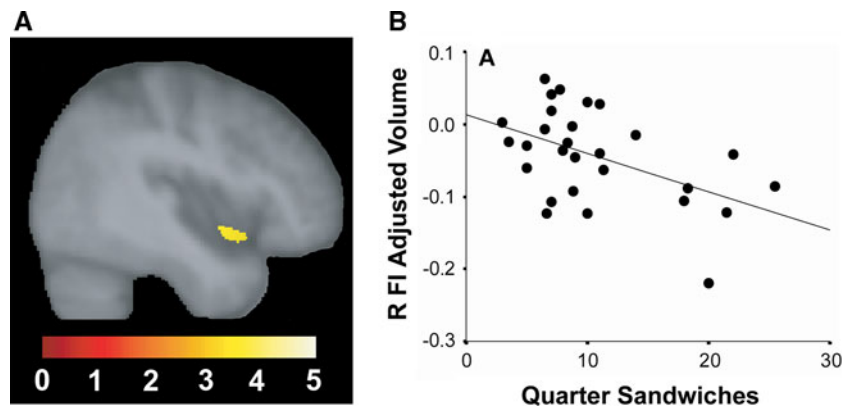 A
0 1 2 3 4 5
B
A
R FI Adjusted Volume
0.1
0.0
-0.1
-0.2
-0.3
0 10 20 30
Quarter Sandwiches